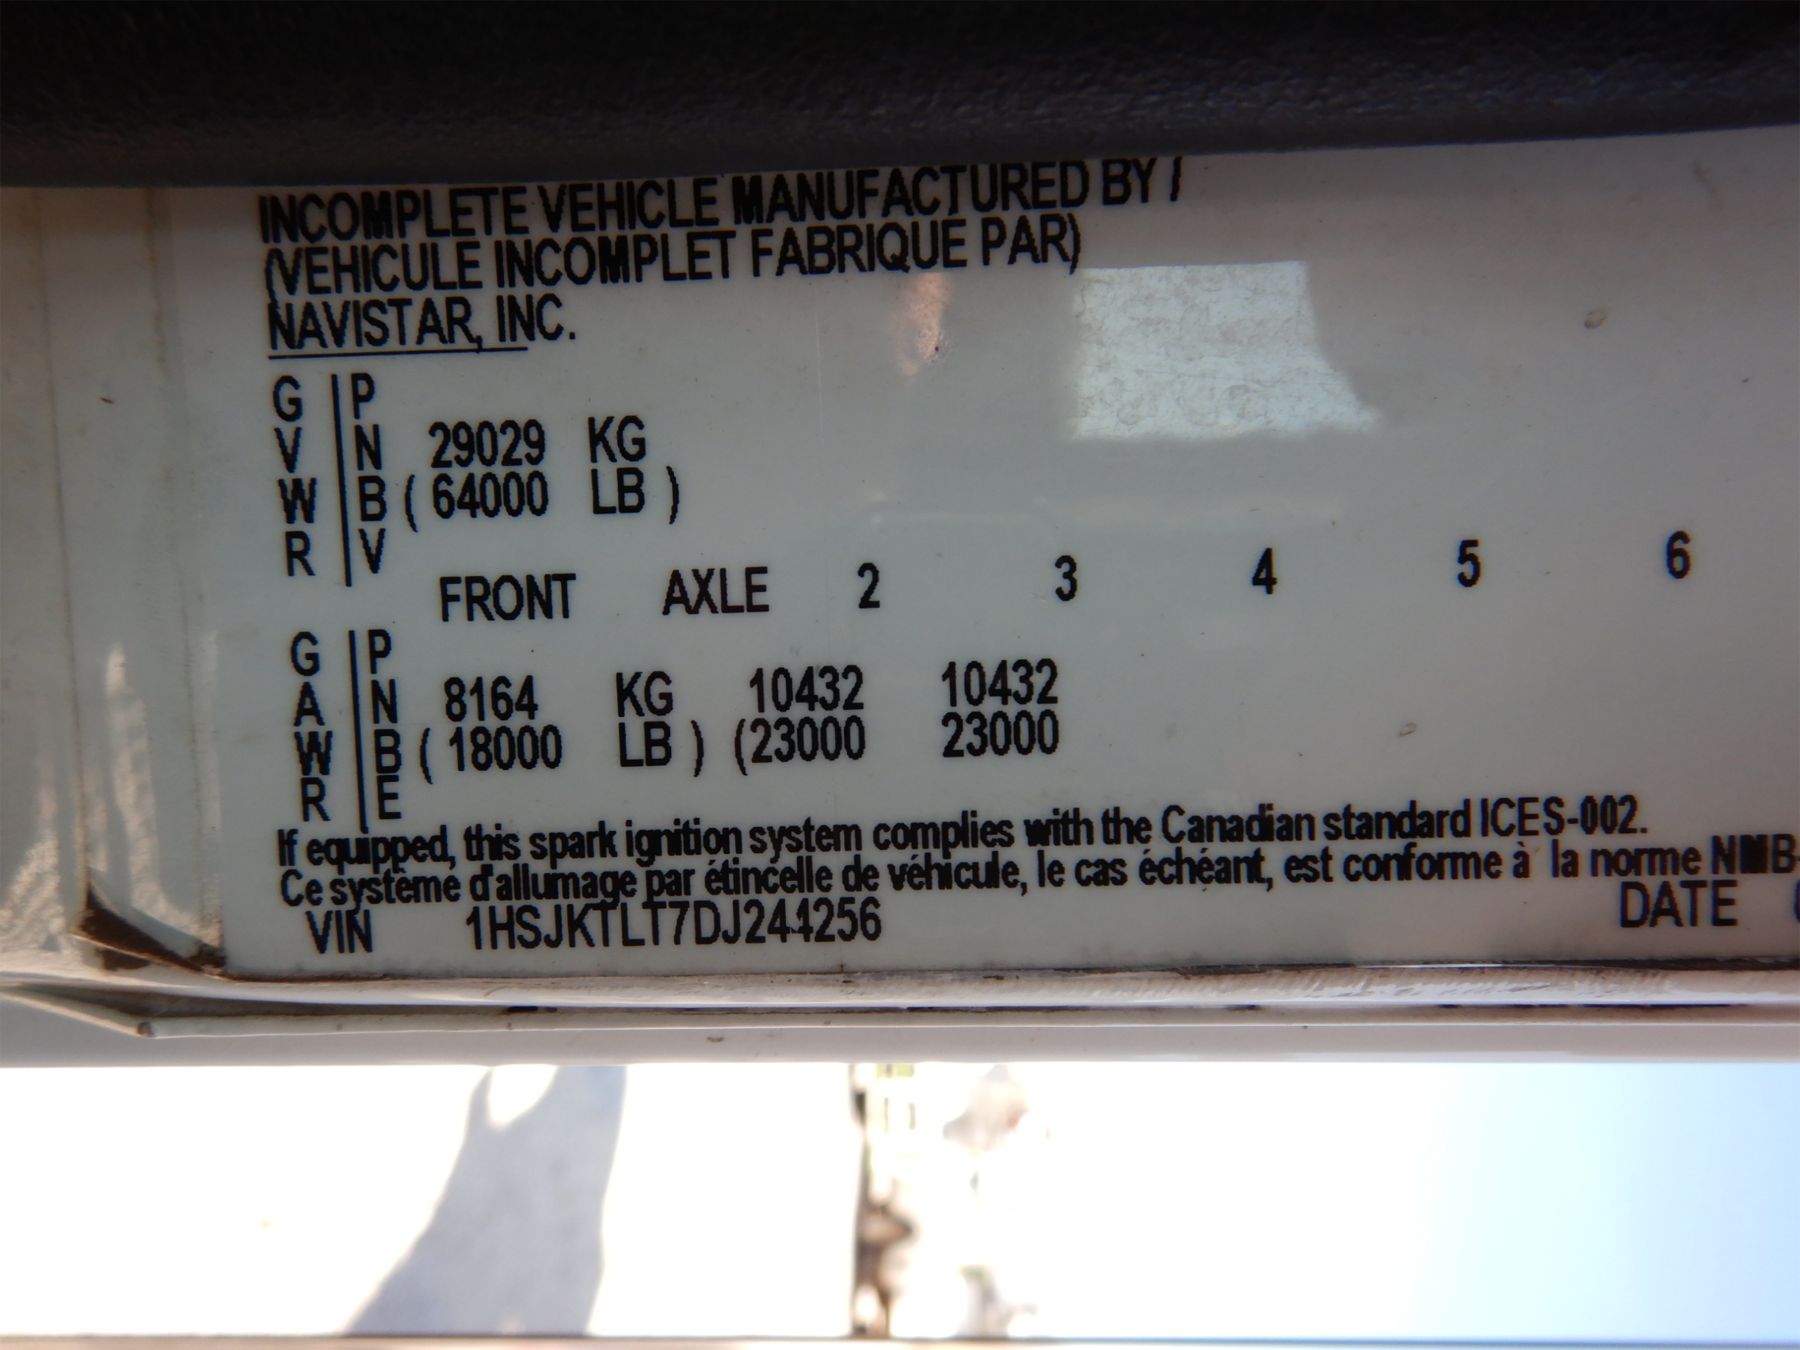 INCOMPLETE VEHICLE MANUFACTURED BY /
(VEHICULE INCOMPLET FABRIQUE PAR)
NAVISTAR, INC.
G | P
V | N 29029 KG
W | B ( 64000 LB )
R | V
FRONT AXLE 2 3 4 5 6
G | P
A | N 8164 KG 10432 10432
W | B ( 18000 LB ) (23000 23000
R | E
If equipped, this spark ignition system complies with the Canadian standard ICES-002.
Ce système d'allumage par étincelle de véhicule, le cas échéant, est conforme à la norme NMB-
VIN 1HSJKTLT7DJ244256 DATE